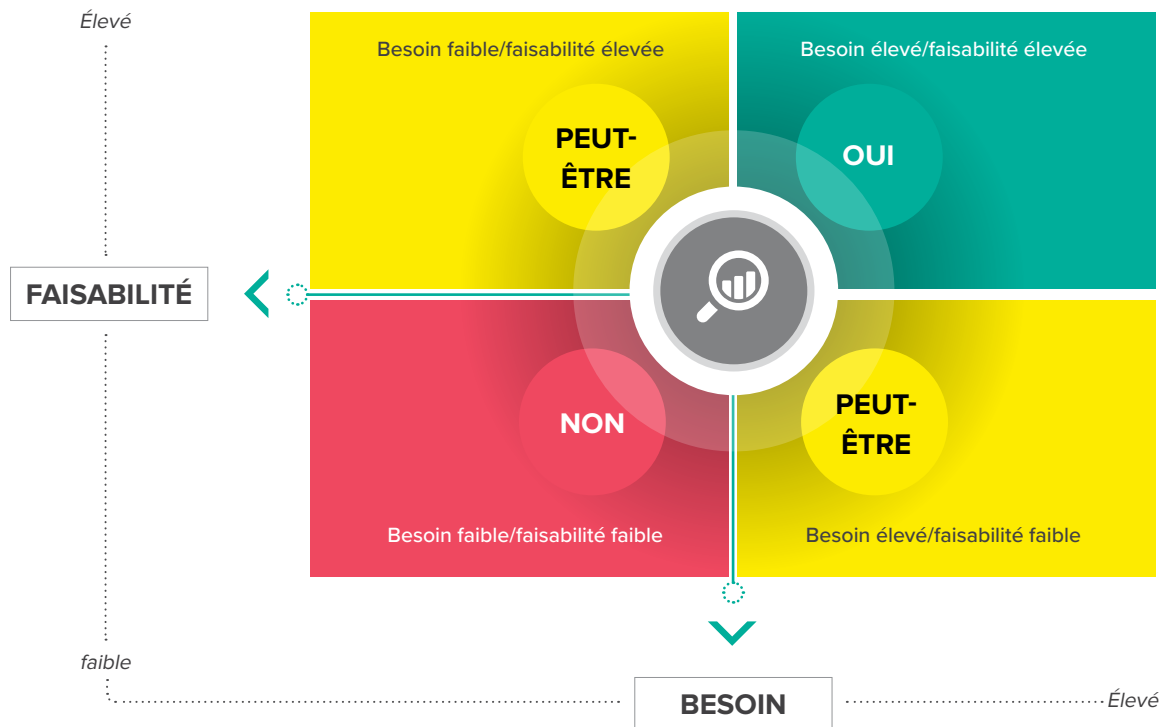 Élevé
Besoin faible/faisabilité élevée
Besoin élevé/faisabilité élevée
PEUT-
ÊTRE
OUI
FAISABILITÉ
NON
PEUT-
ÊTRE
Besoin faible/faisabilité faible
Besoin élevé/faisabilité faible
faible
BESOIN
Élevé